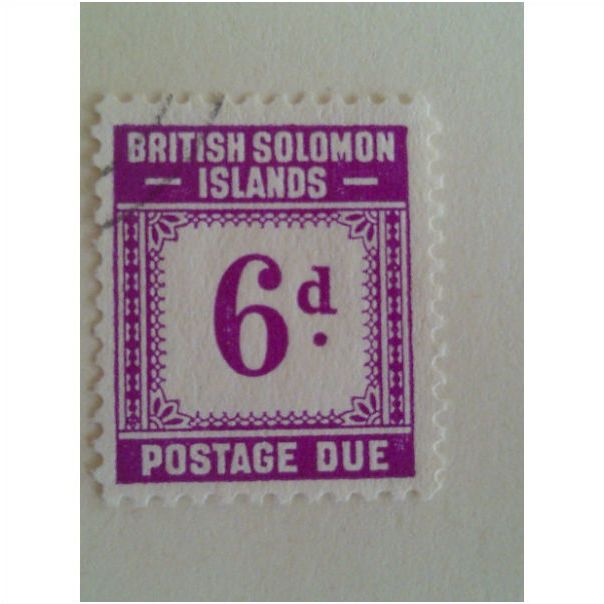 BRITISH SOLOMON
— ISLANDS —
6d.
POSTAGE DUE